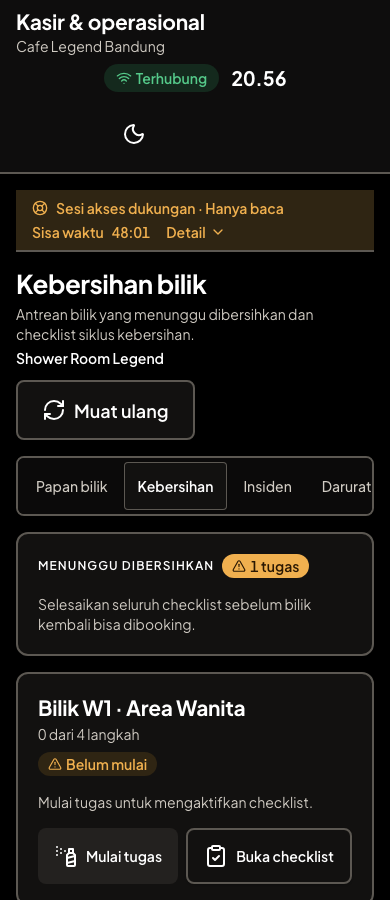 Kasir & operasional
Cafe Legend Bandung
Terhubung 20.56
Sesi akses dukungan · Hanya baca
Sisa waktu 48:01 Detail
Kebersihan bilik
Antrean bilik yang menunggu dibersihkan dan
checklist siklus kebersihan.
Shower Room Legend
Muat ulang
Papan bilik Kebersihan Insiden Darurat
MENUNGGU DIBERSIHKAN 1 tugas
Selesaikan seluruh checklist sebelum bilik
kembali bisa dibooking.
Bilik W1 · Area Wanita
0 dari 4 langkah
Belum mulai
Mulai tugas untuk mengaktifkan checklist.
Mulai tugas Buka checklist